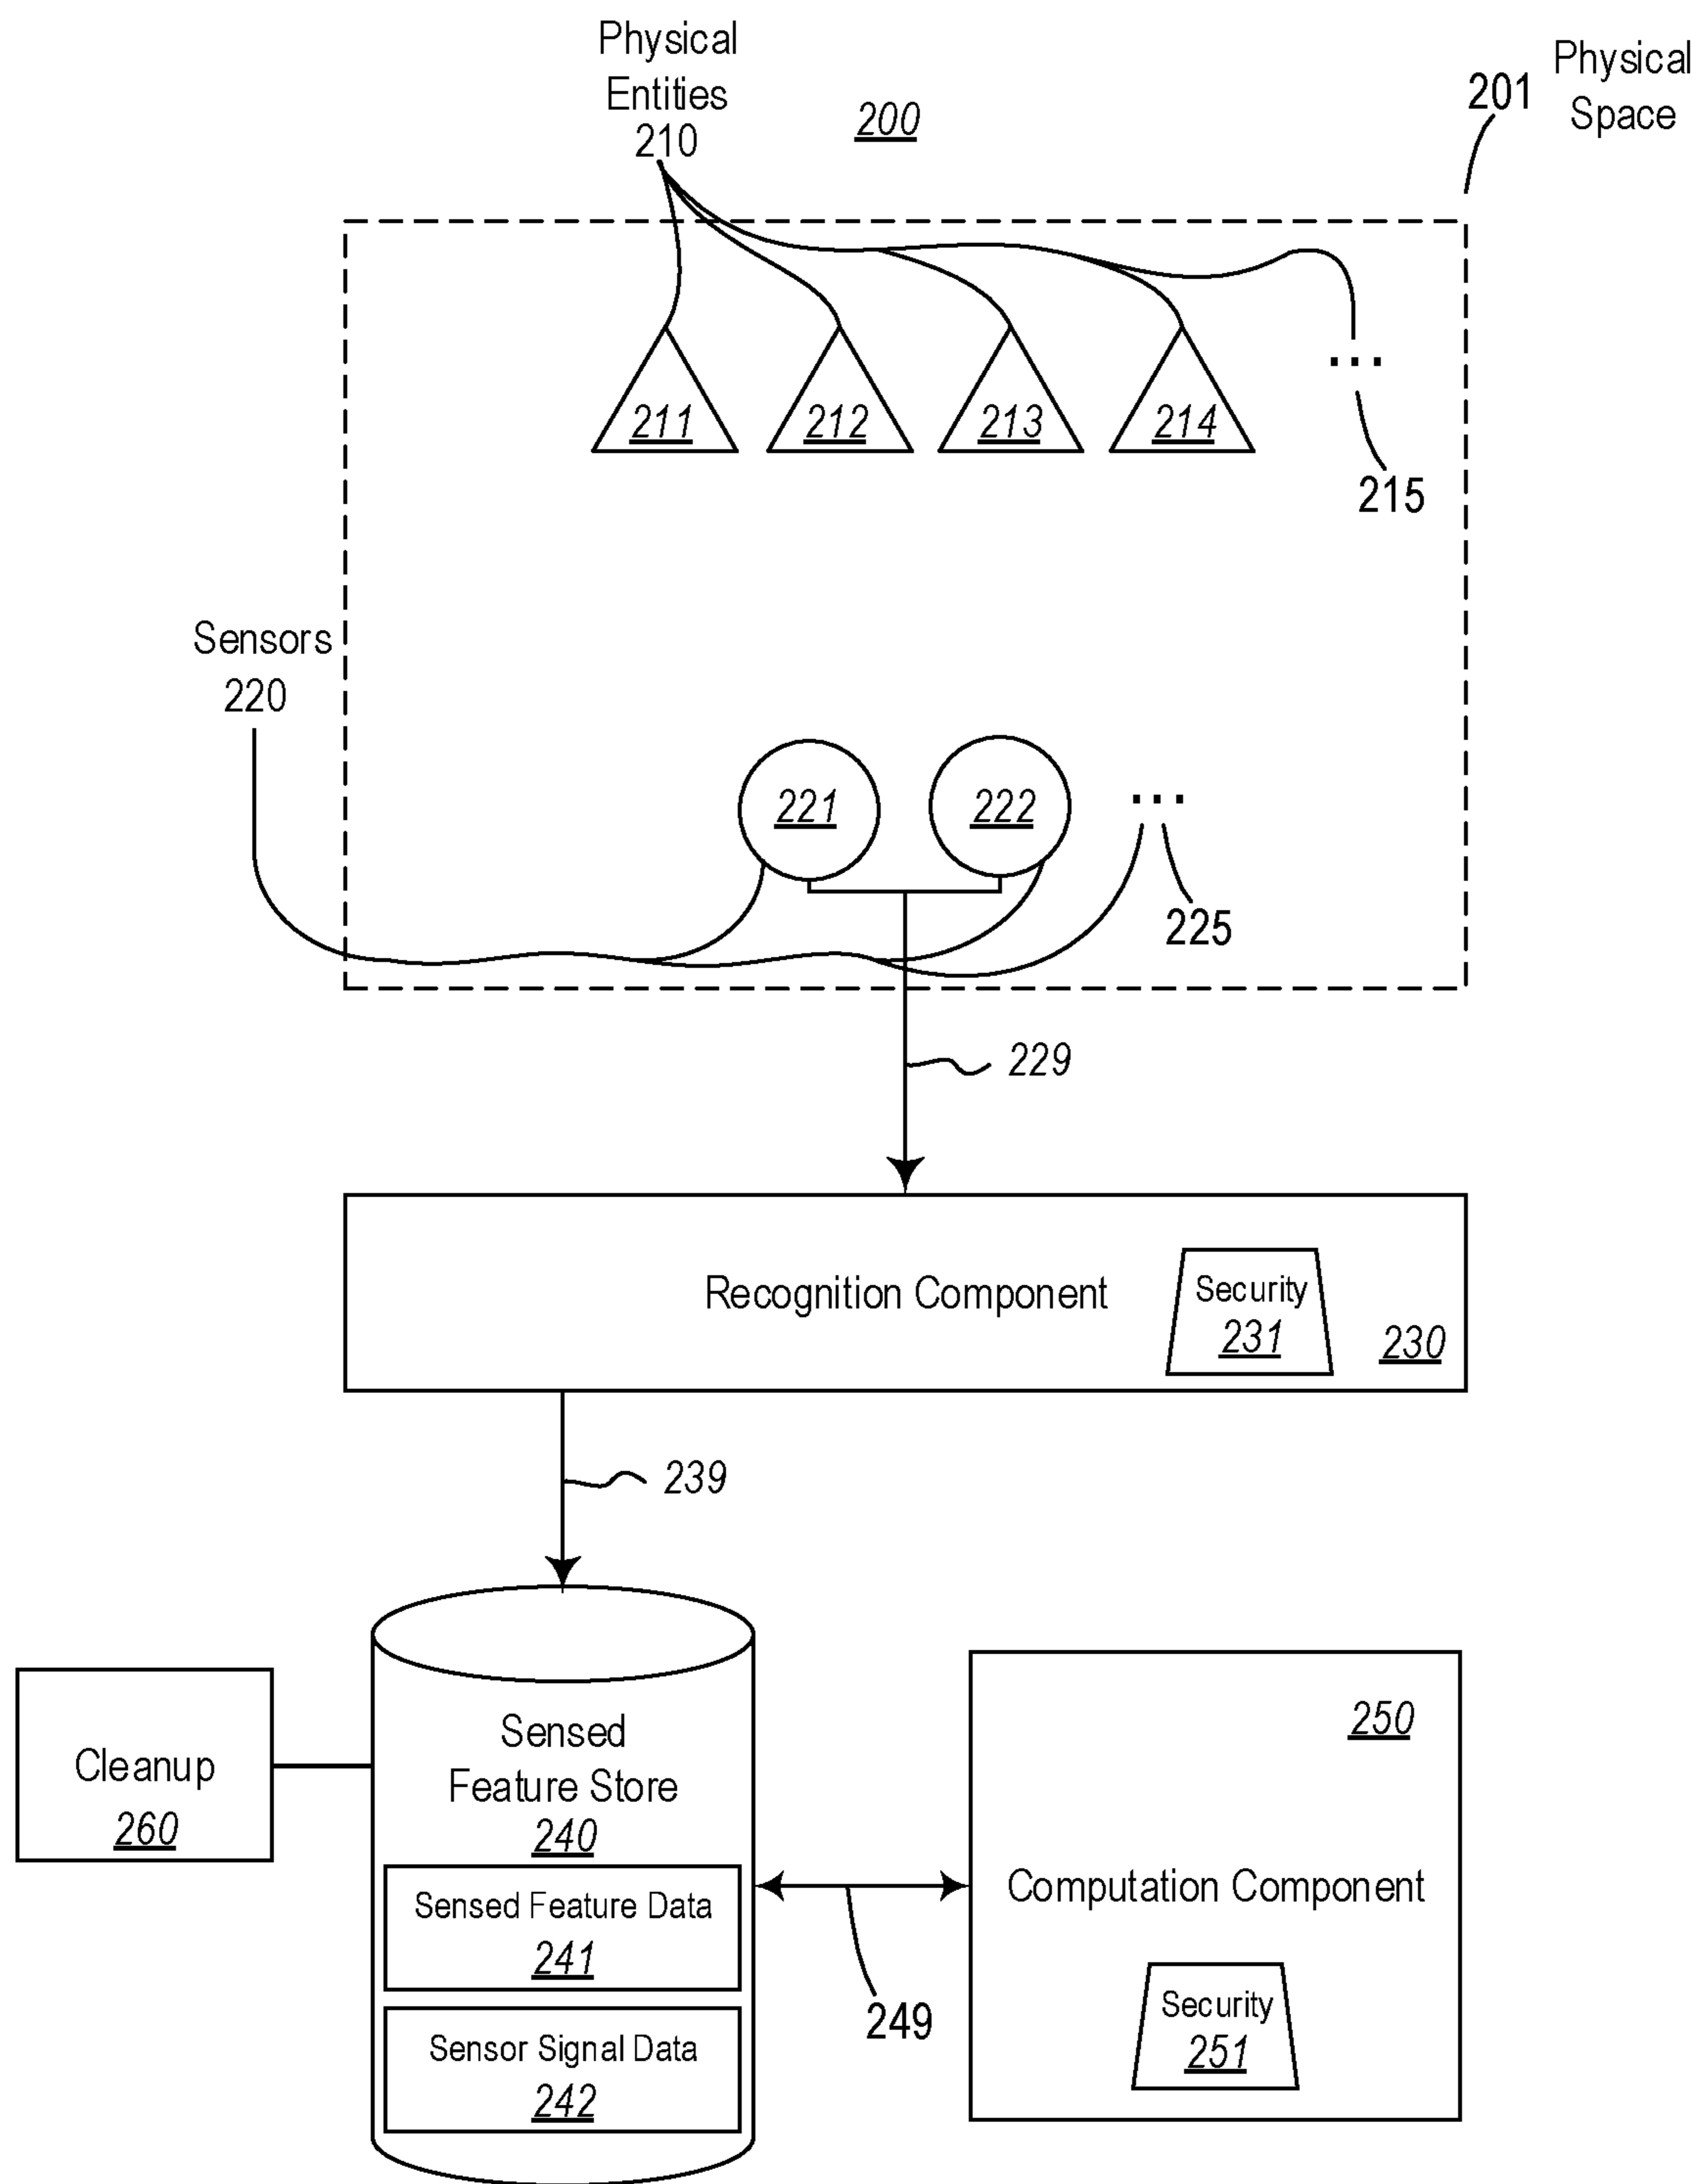 Physical
Entities
210
200
201
Physical
Space
211
212
213
214
215
Sensors
220
221
222
225
229
Recognition Component
Security
231
230
239
Cleanup
260
Sensed
Feature Store
240
Sensed Feature Data
241
Sensor Signal Data
242
249
250
Computation Component
Security
251